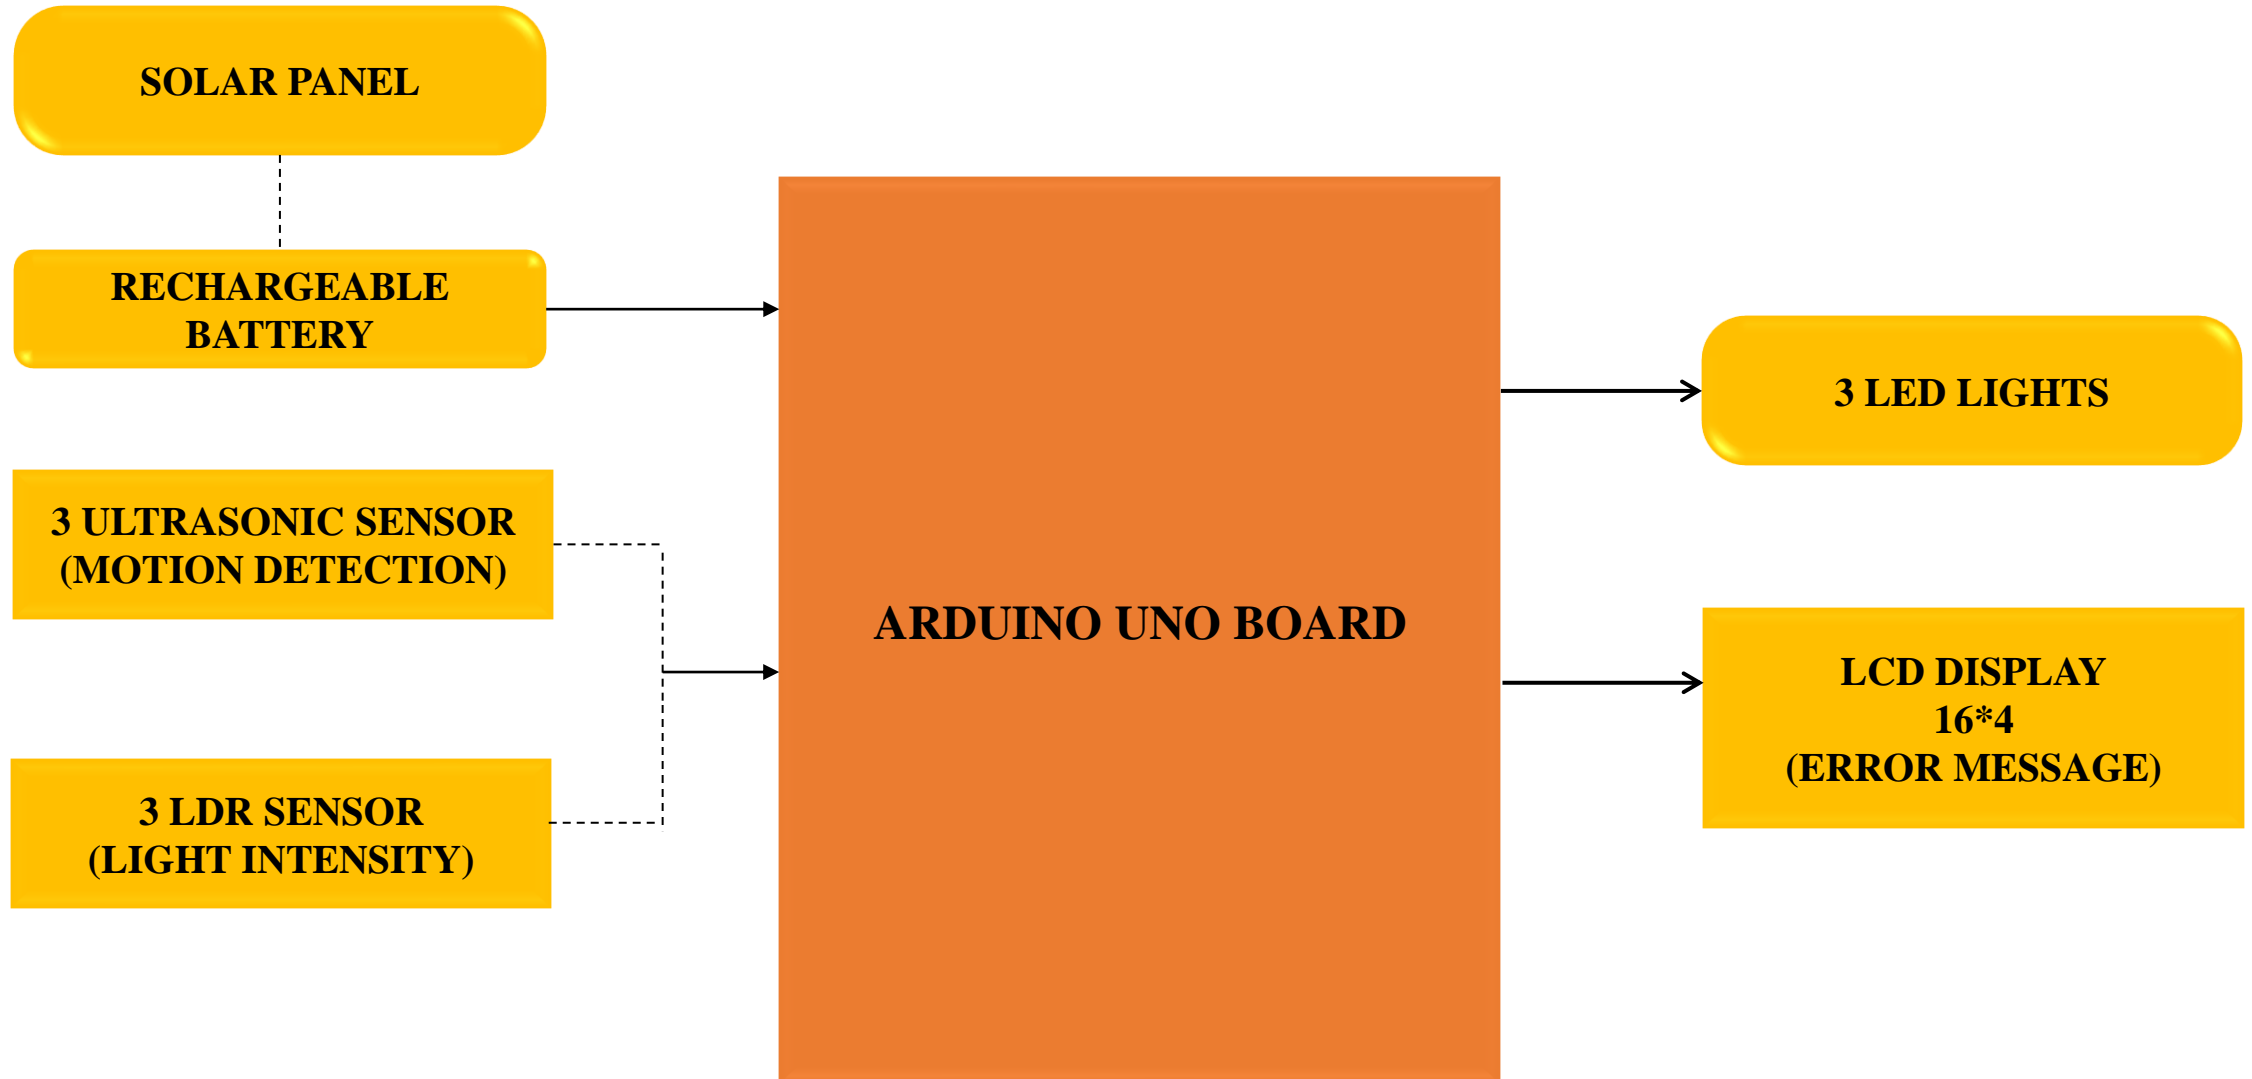 SOLAR PANEL
RECHARGEABLE
BATTERY
3 ULTRASONIC SENSOR
(MOTION DETECTION)
3 LDR SENSOR
(LIGHT INTENSITY)
ARDUINO UNO BOARD
3 LED LIGHTS
LCD DISPLAY
16*4
(ERROR MESSAGE)